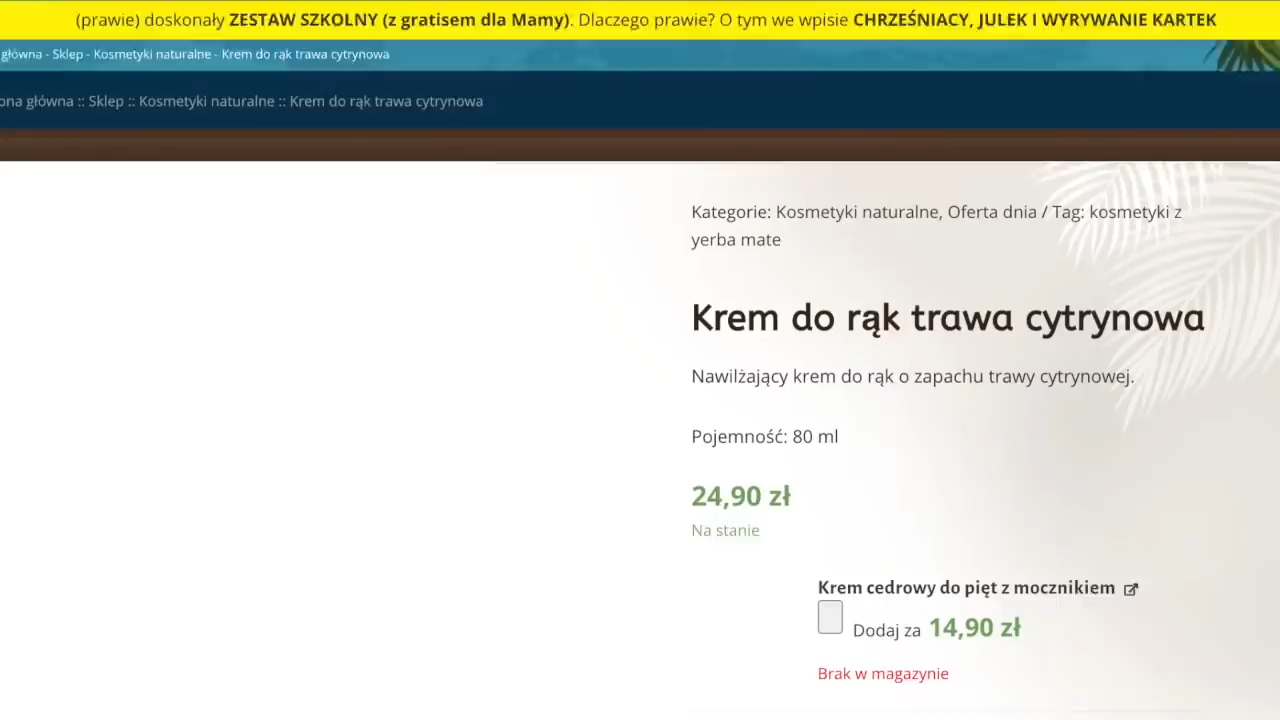 (prawie) doskonały ZESTAW SZKOLNY (z gratisem dla Mamy). Dlaczego prawie? O tym we wpisie CHRZEŚNIACY, JULEK I WYRYWANIE KARTEK
główna - Sklep - Kosmetyki naturalne - Krem do rąk trawa cytrynowa
ona główna :: Sklep :: Kosmetyki naturalne :: Krem do rąk trawa cytrynowa
Kategorie: Kosmetyki naturalne, Oferta dnia / Tag: kosmetyki z
yerba mate
Krem do rąk trawa cytrynowa
Nawilżający krem do rąk o zapachu trawy cytrynowej.
Pojemność: 80 ml
24,90 zł
Na stanie
Krem cedrowy do pięt z mocznikiem
Dodaj za 14,90 zł
Brak w magazynie